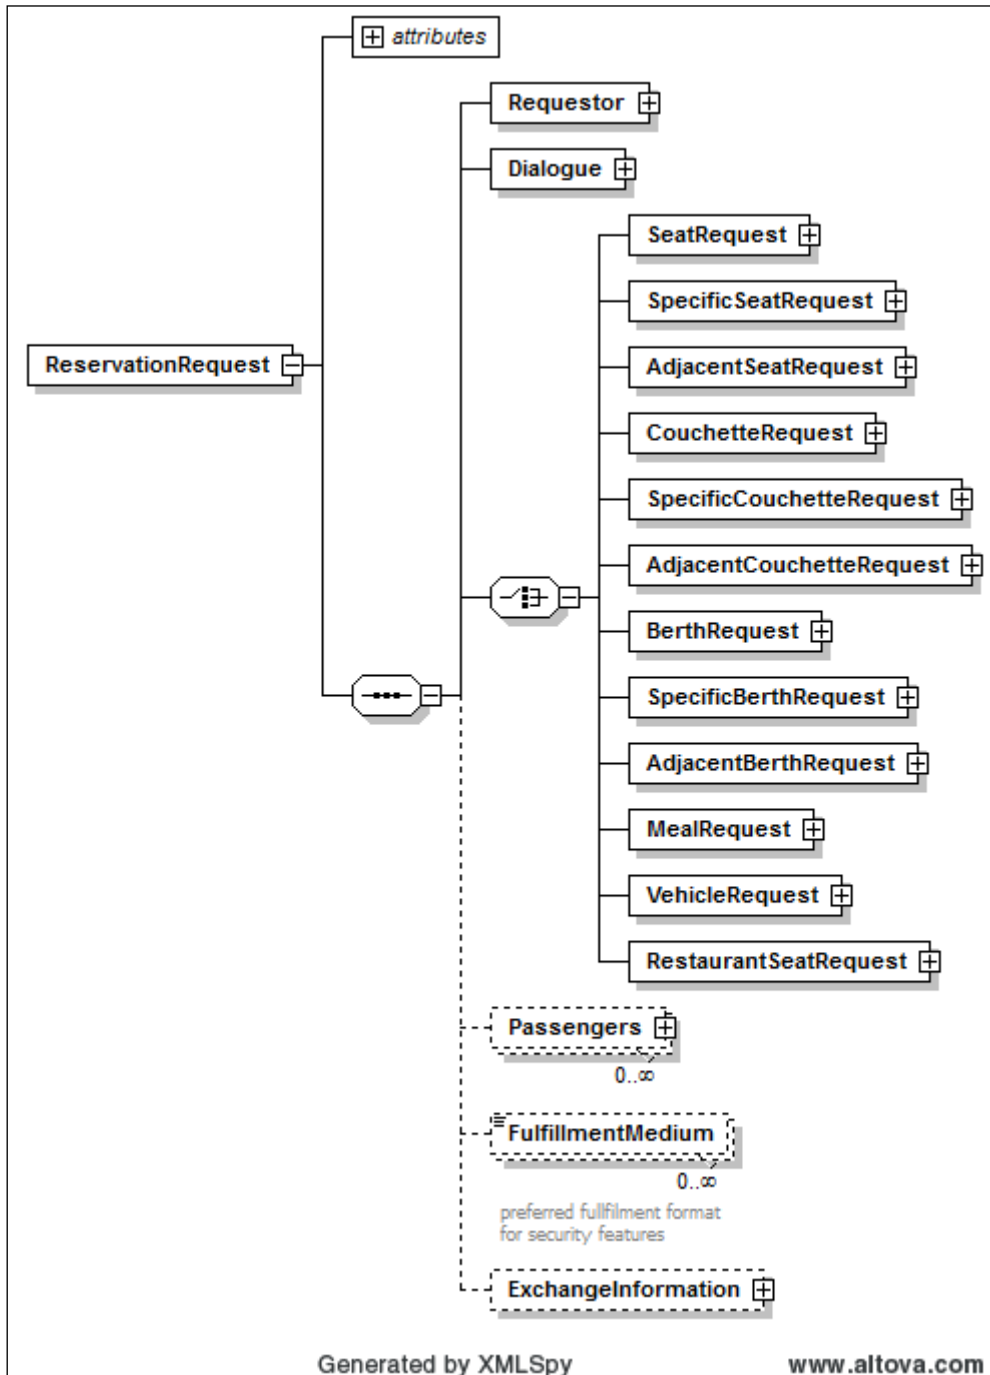 attributes
Requestor
Dialogue
SeatRequest
SpecificSeatRequest
AdjacentSeatRequest
ReservationRequest
CouchetteRequest
SpecificCouchetteRequest
AdjacentCouchetteRequest
BerthRequest
SpecificBerthRequest
AdjacentBerthRequest
MealRequest
VehicleRequest
RestaurantSeatRequest
Passengers
0..∞
FulfillmentMedium
0..∞
preferred fullfilment format
for security features
ExchangeInformation
Generated by XMLSpy www.altova.com